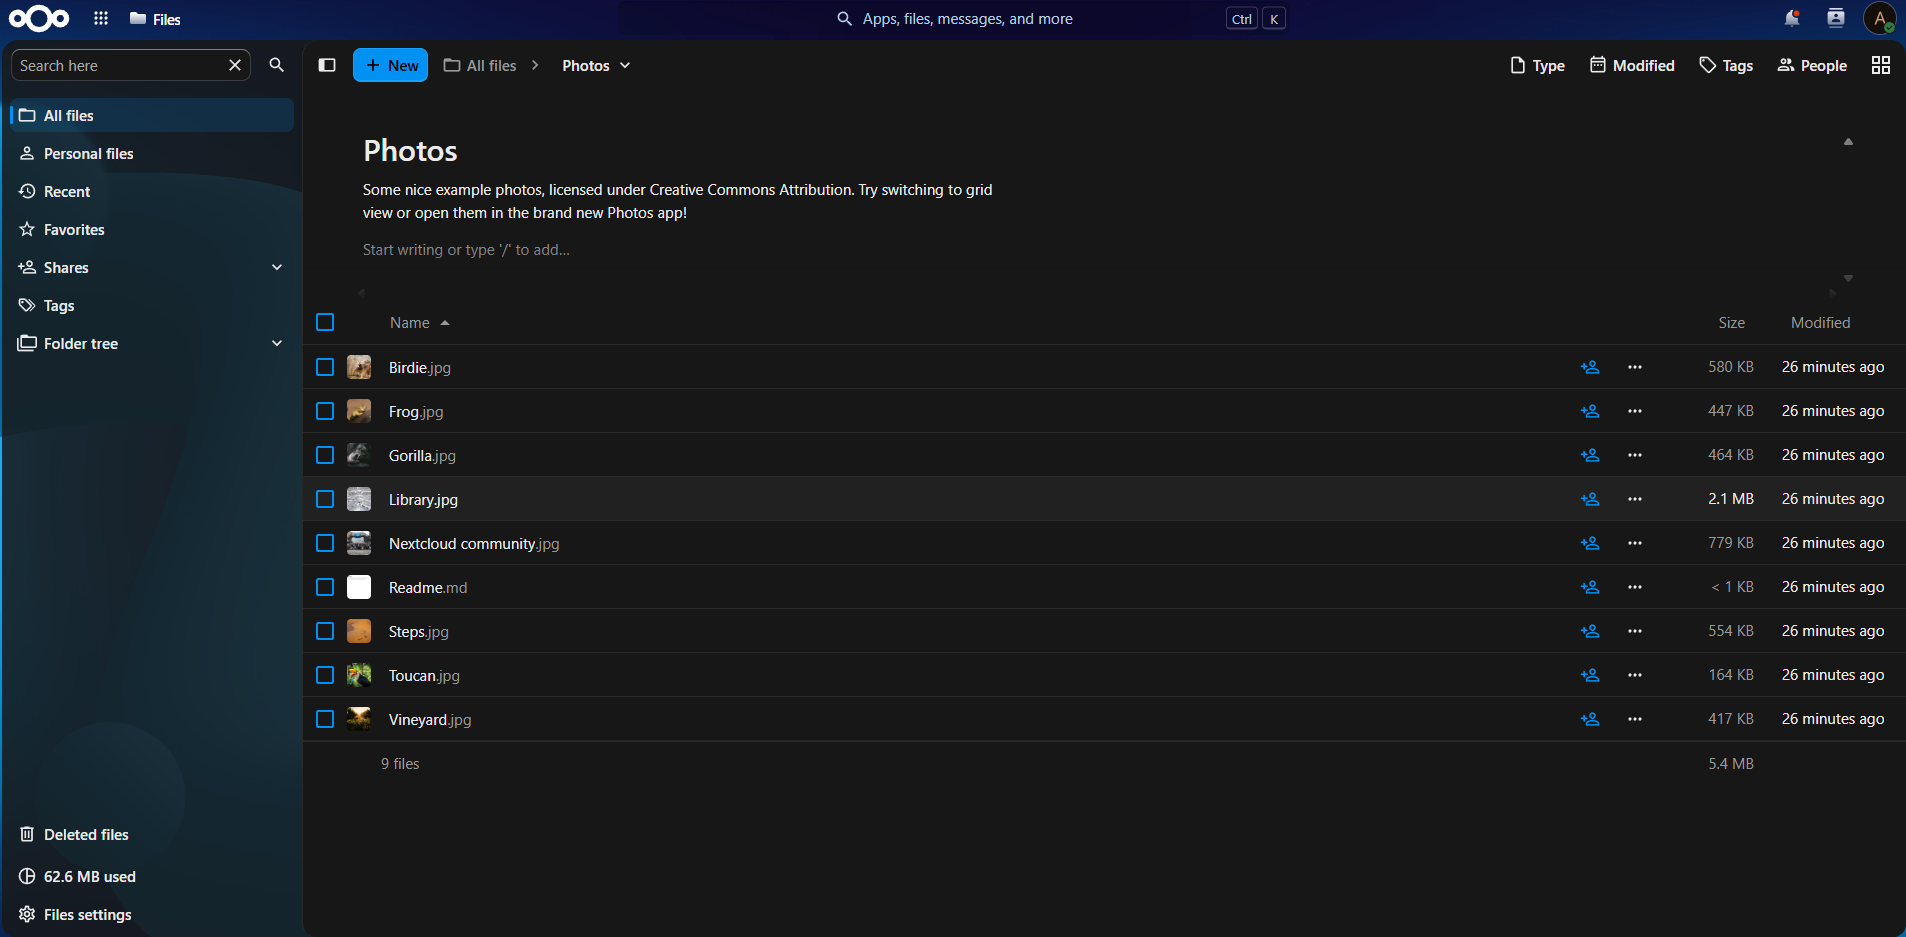 Files
Apps, files, messages, and more
Ctrl K
A
Search here
New
All files
Photos
Type
Modified
Tags
People
All files
Personal files
Recent
Favorites
Shares
Tags
Folder tree
Photos
Some nice example photos, licensed under Creative Commons Attribution. Try switching to grid
view or open them in the brand new Photos app!
Start writing or type '/' to add...
Name Size Modified
Birdie.jpg 580 KB 26 minutes ago
Frog.jpg 447 KB 26 minutes ago
Gorilla.jpg 464 KB 26 minutes ago
Library.jpg 2.1 MB 26 minutes ago
Nextcloud community.jpg 779 KB 26 minutes ago
Readme.md < 1 KB 26 minutes ago
Steps.jpg 554 KB 26 minutes ago
Toucan.jpg 164 KB 26 minutes ago
Vineyard.jpg 417 KB 26 minutes ago
9 files 5.4 MB
Deleted files
62.6 MB used
Files settings